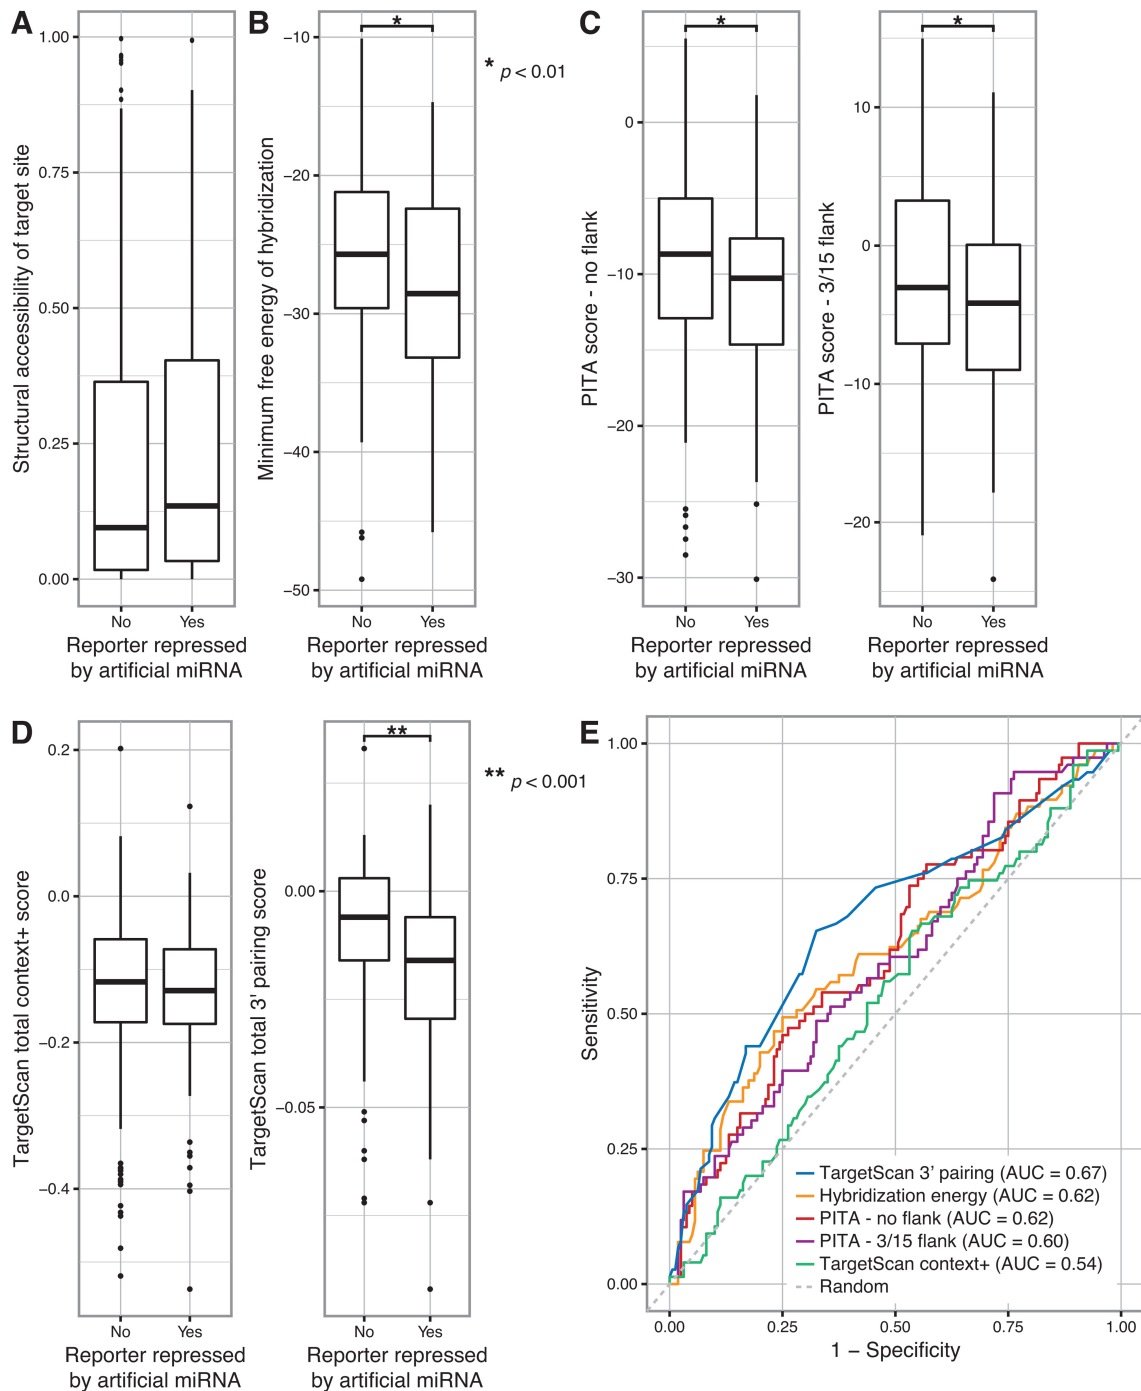 A
1.00
0.75
0.50
0.25
0.00
Structural accessibility of target site
No
Yes
Reporter repressed
by artificial miRNA
B
*
* p < 0.01
−10
−20
−30
−40
−50
Minimum free energy of hybridization
No
Yes
Reporter repressed
by artificial miRNA
C
*
0
−10
−20
−30
PITA score - no flank
No
Yes
Reporter repressed
by artificial miRNA
*
10
0
−10
−20
PITA score - 3/15 flank
No
Yes
Reporter repressed
by artificial miRNA
D
0.2
0.0
−0.2
−0.4
TargetScan total context+ score
No
Yes
Reporter repressed
by artificial miRNA
**
** p < 0.001
0.00
−0.05
TargetScan total 3' pairing score
No
Yes
Reporter repressed
by artificial miRNA
E
1.00
0.75
0.50
0.25
0.00
Sensitivity
TargetScan 3’ pairing (AUC = 0.67)
Hybridization energy (AUC = 0.62)
PITA - no flank (AUC = 0.62)
PITA - 3/15 flank (AUC = 0.60)
TargetScan context+ (AUC = 0.54)
Random
0.00
0.25
0.50
0.75
1.00
1 − Specificity